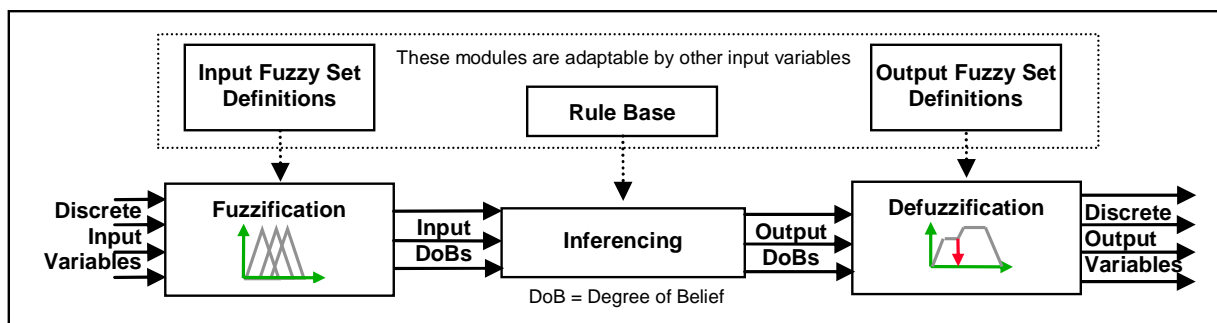 These modules are adaptable by other input variables
Input Fuzzy Set
Definitions
Rule Base
Output Fuzzy Set
Definitions
Discrete
Input
Variables
Fuzzification
Input
DoBs
Inferencing
Output
DoBs
Defuzzification
Discrete
Output
Variables
DoB = Degree of Belief